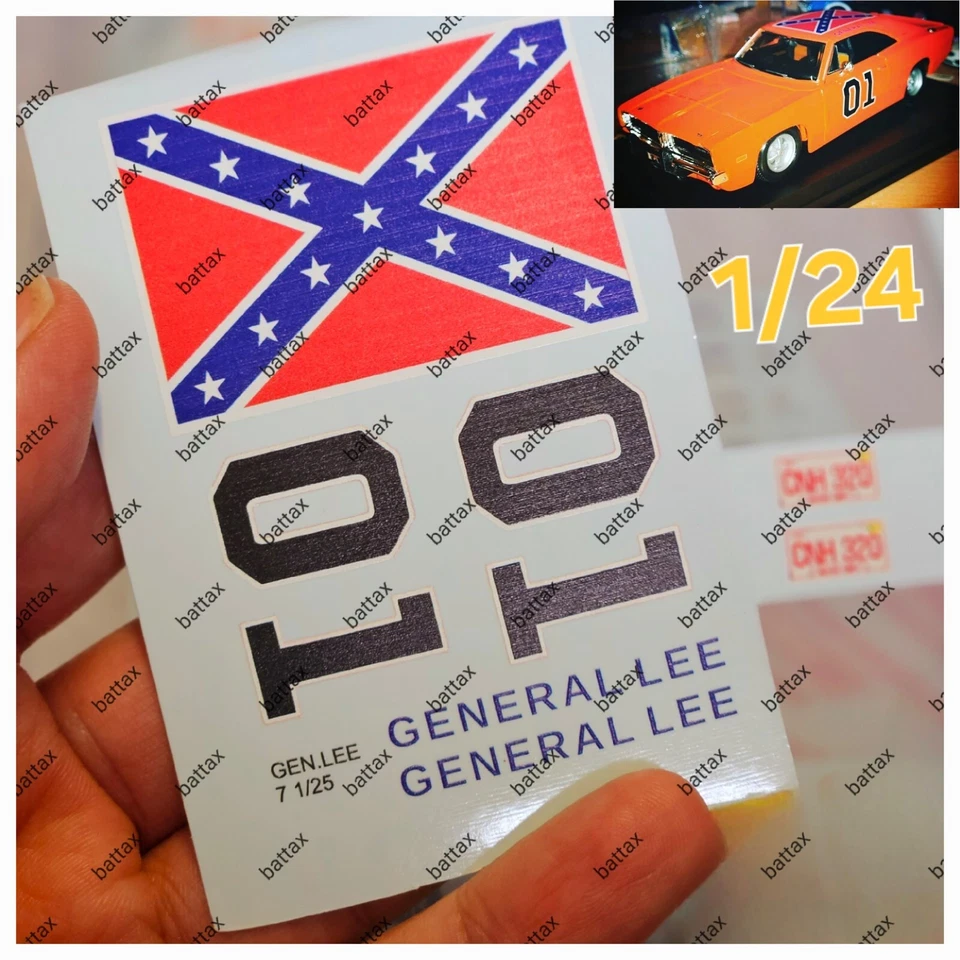 01
1/24
01
01
CNH 320
CNH 320
GENERAL LEE
GENERAL LEE
GEN.LEE
7 1/25
battax